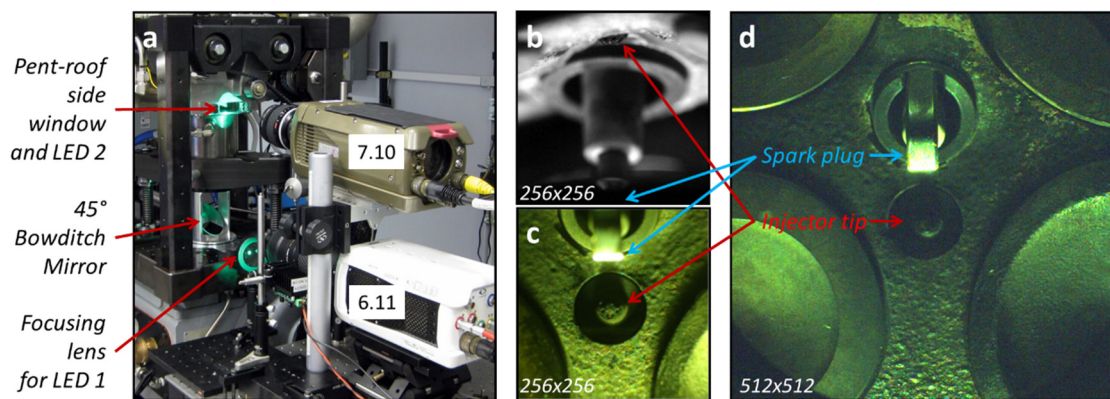 a
Pent-roof
side
window
and LED 2
45°
Bowditch
Mirror
Focusing
lens
for LED 1
7.10
6.11
b
256x256
c
256x256
Spark plug
Injector tip
d
512x512